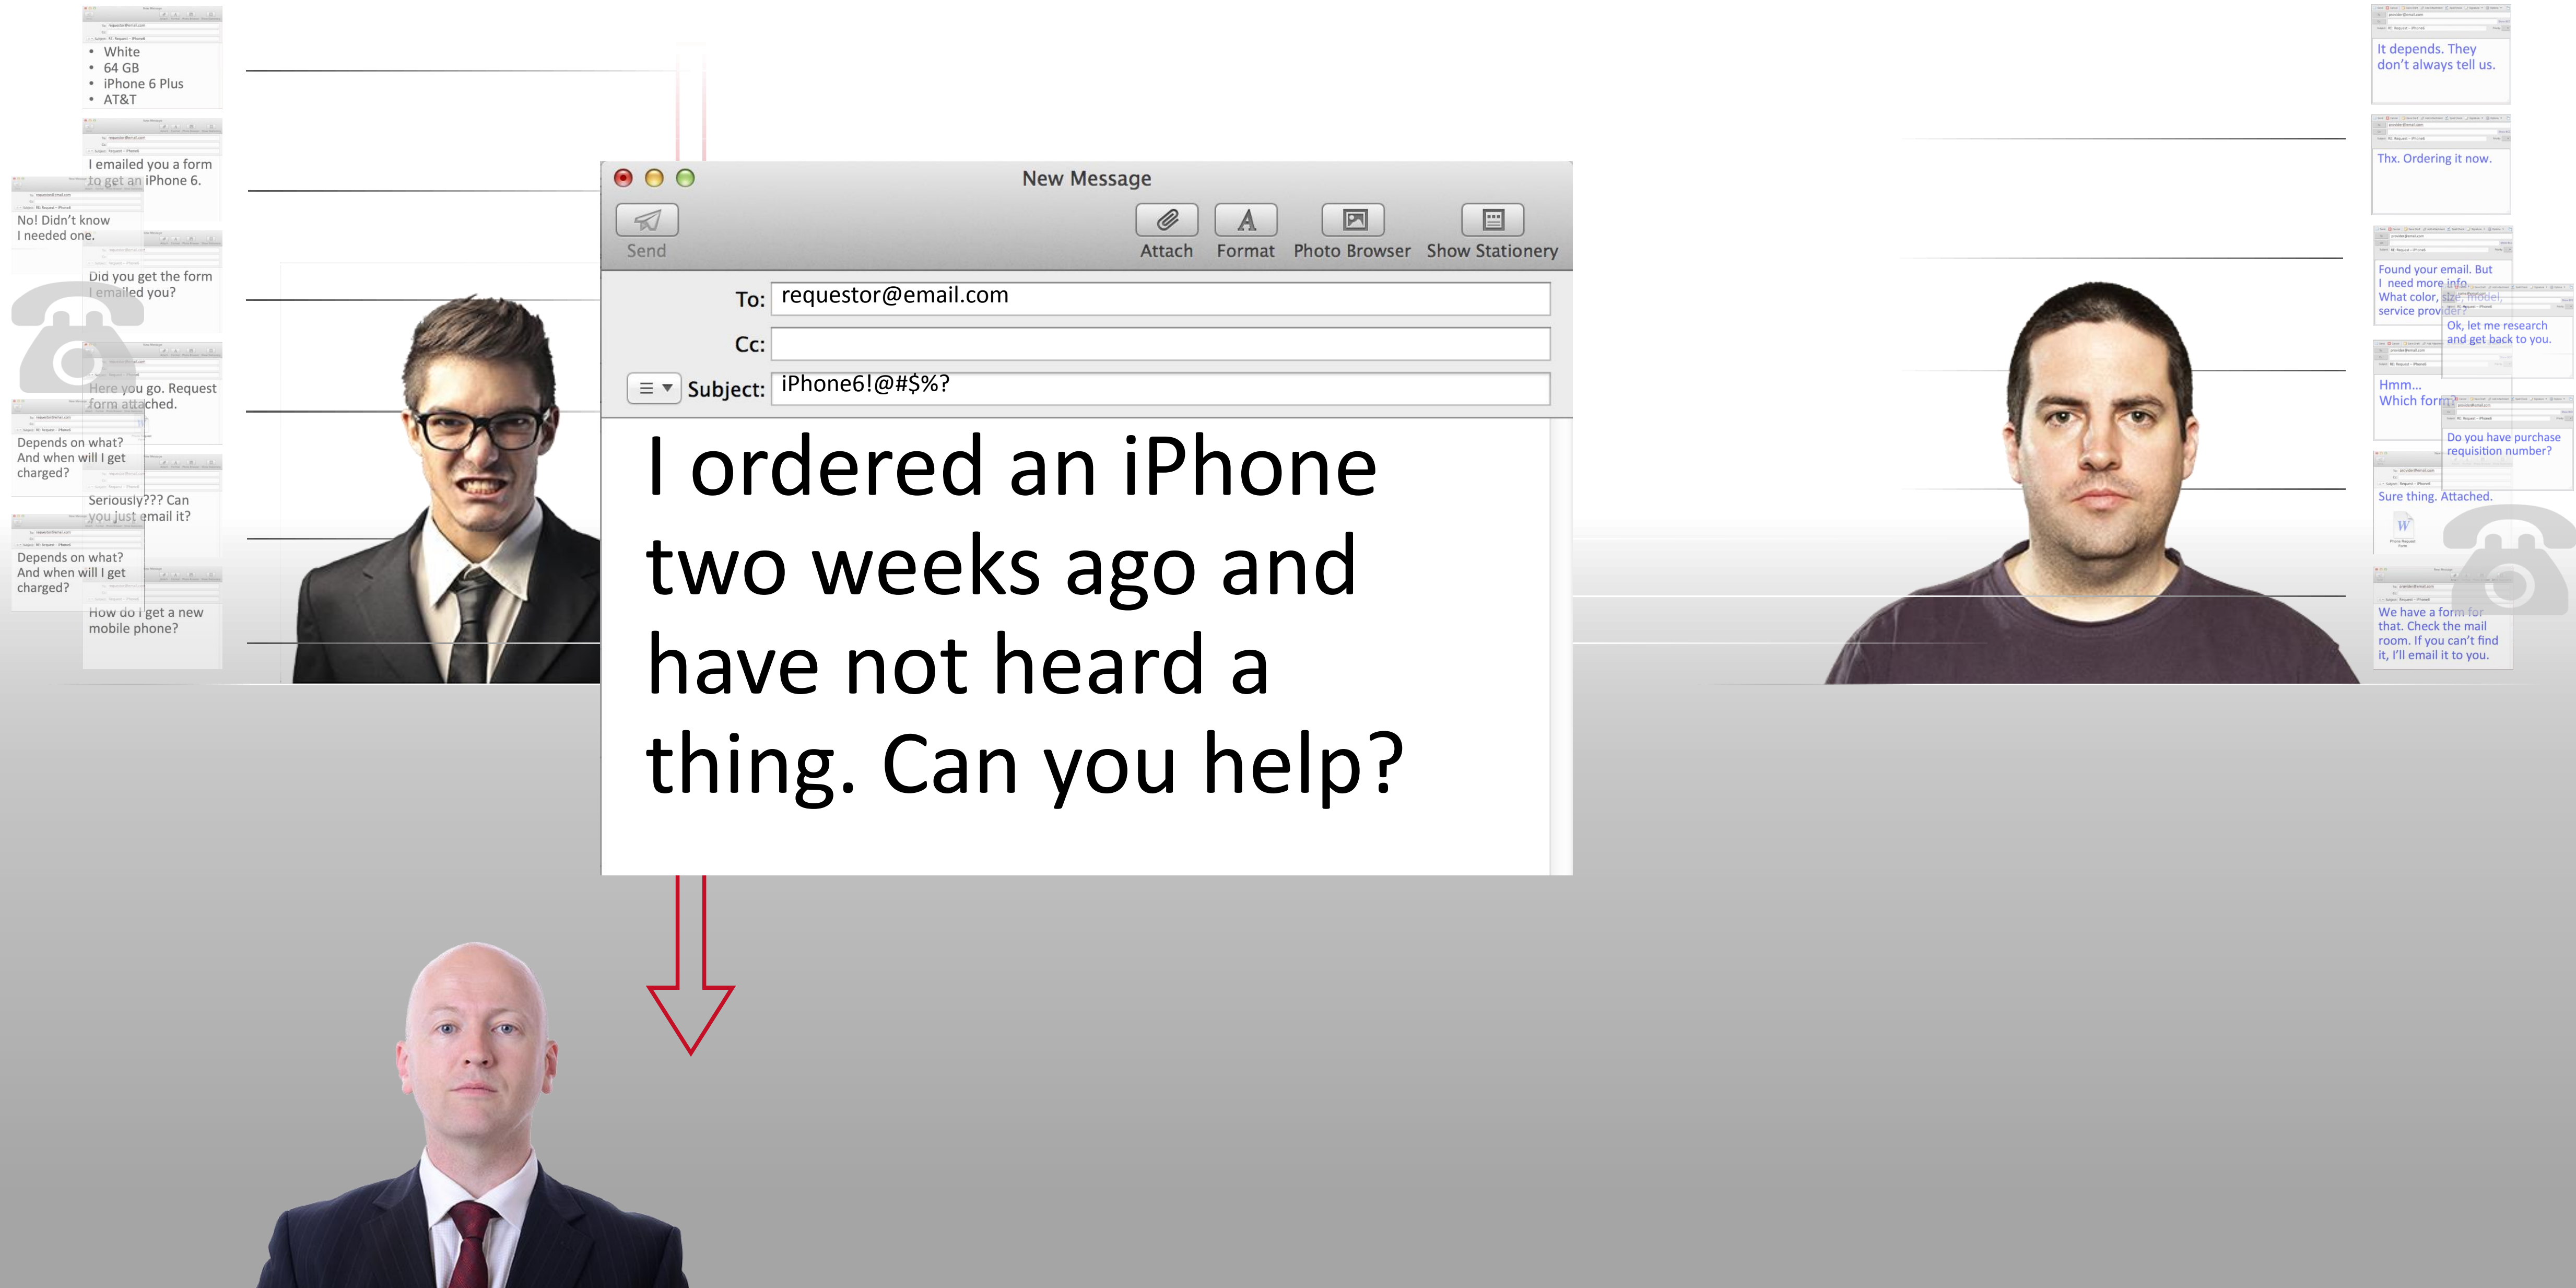 • White
• 64 GB
• iPhone 6 Plus
• AT&T
I emailed you a form
to get an iPhone 6.
No! Didn't know
I needed one.
Did you get the form
I emailed you?
Here you go. Request
form attached.
Depends on what?
And when will I get
charged?
Seriously??? Can
you just email it?
Depends on what?
And when will I get
charged?
How do I get a new
mobile phone?
New Message
Send
Attach
Format
Photo Browser
Show Stationery
To: requestor@email.com
Cc:
Subject: iPhone6!@#$%?
I ordered an iPhone
two weeks ago and
have not heard a
thing. Can you help?
It depends. They
don't always tell us.
Thx. Ordering it now.
Found your email. But
I need more info.
What color, size, model,
service provider?
Ok, let me research
and get back to you.
Hmm...
Which form?
Do you have purchase
requisition number?
Sure thing. Attached.
W
Phone Request
Form
We have a form for
that. Check the mail
room. If you can't find
it, I'll email it to you.